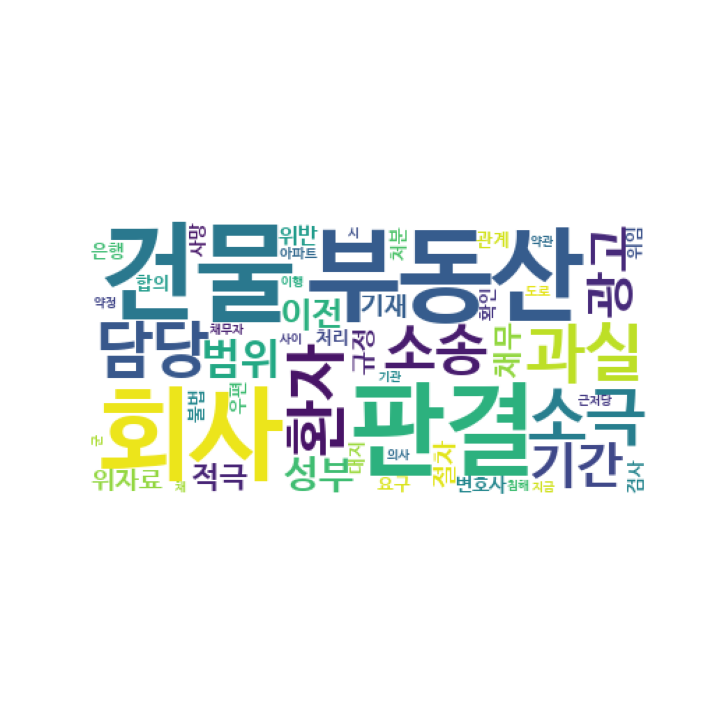 건물
부동산
회사
판결
담당
범위
환자
소송
과실
소극
광고
기간
성부
이전
기재
채무
규정
적극
위자료
절차
변호사
위반
은행
사망
합의
아파트
시
처분
관계
약관
위임
이행
확인
도로
약정
채무자
사이
처리
기관
근저당
불법
우편
군
채
대지
의사
요구
침해
지급
검사